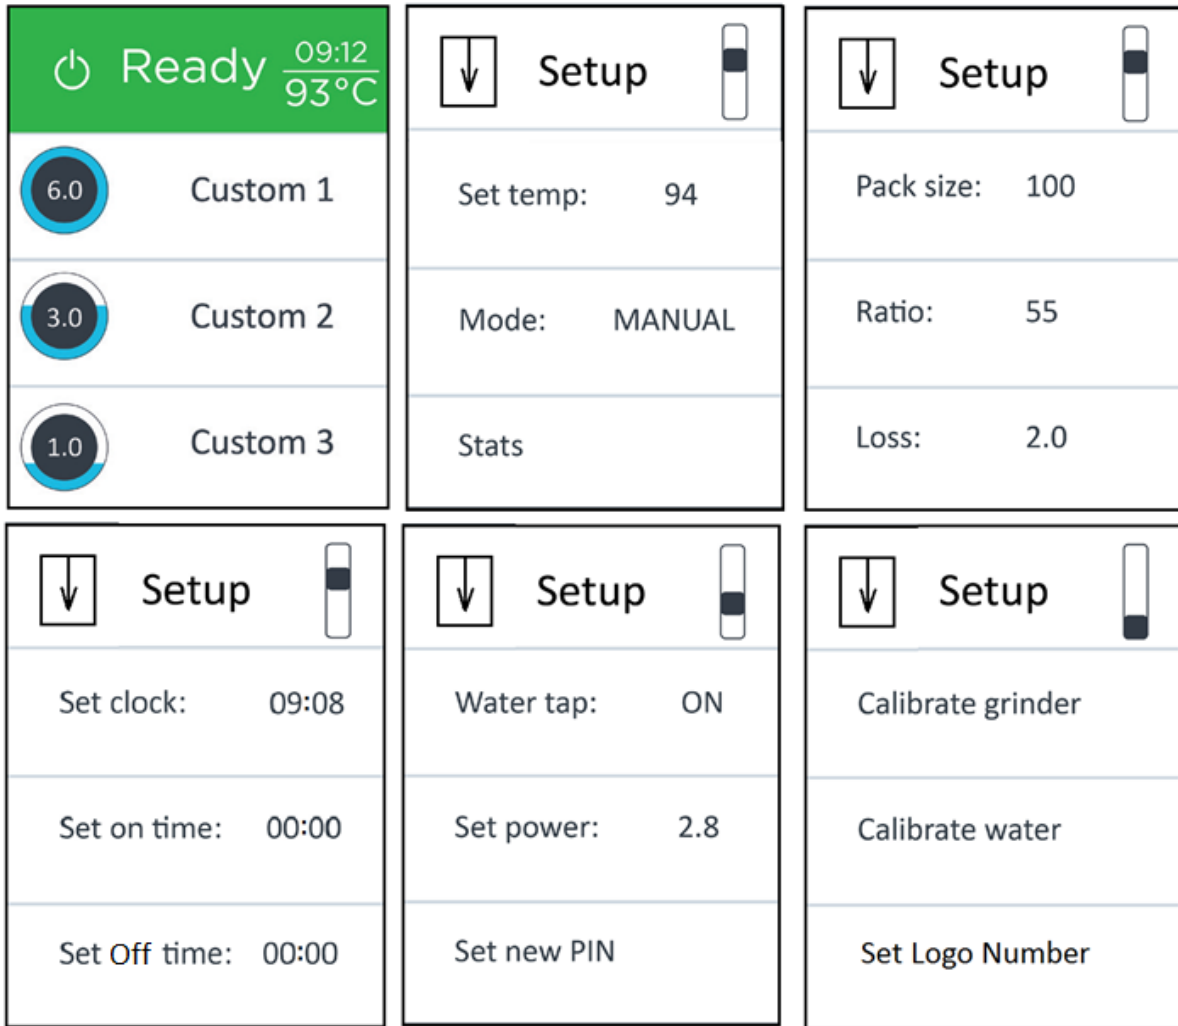 Ready 09:12
93°C
6.0 Custom 1
3.0 Custom 2
1.0 Custom 3
Setup
Set temp: 94
Mode: MANUAL
Stats
Setup
Pack size: 100
Ratio: 55
Loss: 2.0
Setup
Set clock: 09:08
Set on time: 00:00
Set Off time: 00:00
Setup
Water tap: ON
Set power: 2.8
Set new PIN
Setup
Calibrate grinder
Calibrate water
Set Logo Number